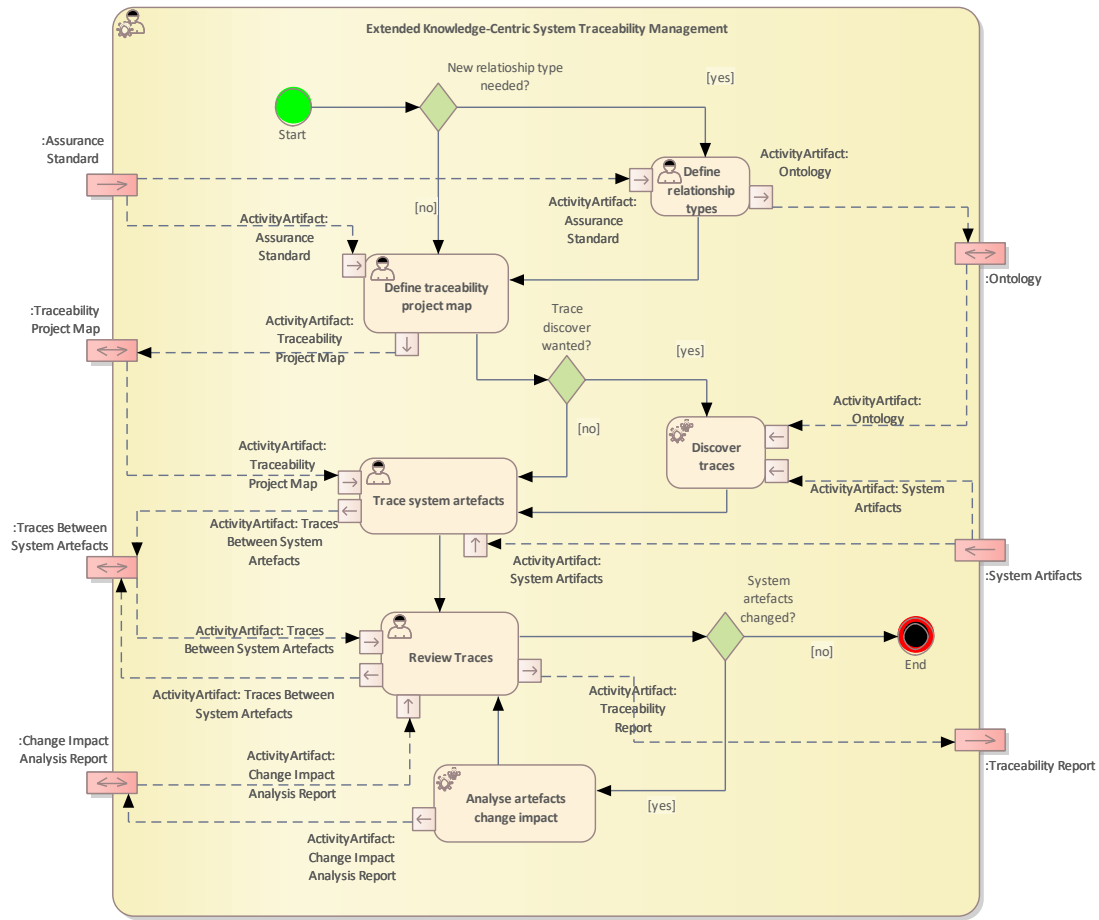 Extended Knowledge-Centric System Traceability Management
New relatioship type
needed?
[yes]
Start
:Assurance
Standard
ActivityArtifact:
Ontology
Define
relationship
types
ActivityArtifact:
Assurance
Standard
[no]
ActivityArtifact:
Assurance
Standard
:Ontology
Define traceability
project map
:Traceability
Project Map
ActivityArtifact:
Traceability
Project Map
Trace
discover
wanted?
[yes]
[no]
ActivityArtifact:
Ontology
Discover
traces
ActivityArtifact:
Traceability
Project Map
Trace system artefacts
ActivityArtifact: System
Artifacts
:Traces Between
System Artefacts
ActivityArtifact: Traces
Between System
Artefacts
ActivityArtifact:
System Artifacts
:System Artifacts
System
artefacts
changed?
ActivityArtifact: Traces
Between System Artefacts
Review Traces
[no]
End
ActivityArtifact: Traces Between
System Artefacts
ActivityArtifact:
Traceability
Report
:Change Impact
Analysis Report
ActivityArtifact:
Change Impact
Analysis Report
:Traceability Report
Analyse artefacts
change impact
[yes]
ActivityArtifact:
Change Impact
Analysis Report